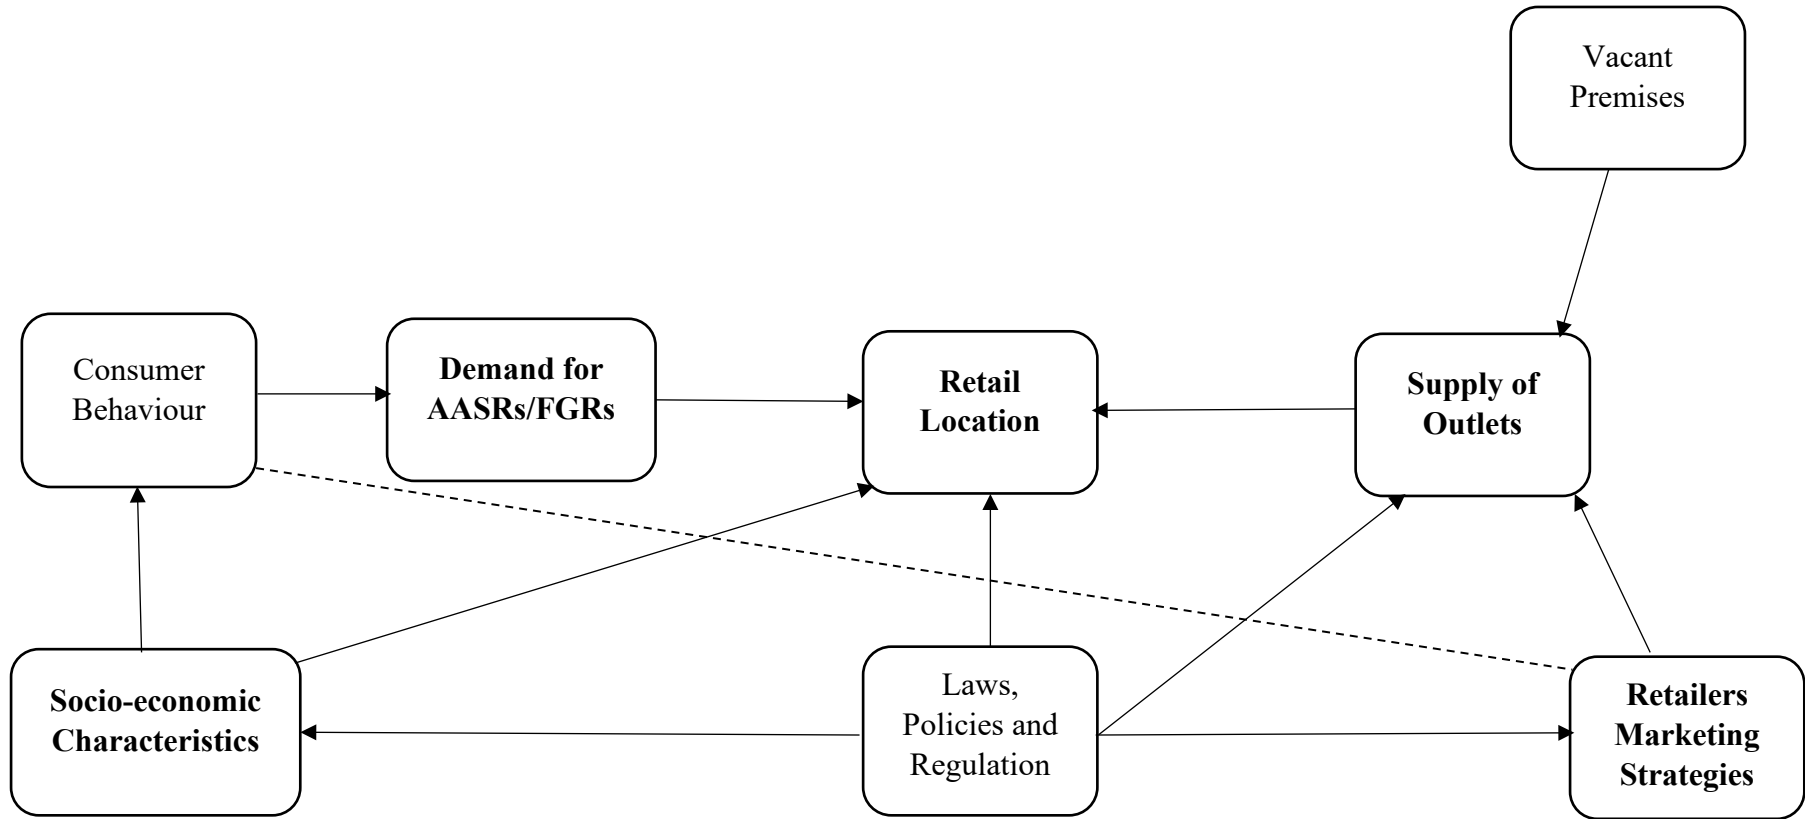 Vacant
Premises
Consumer
Behaviour
Demand for
AASRs/FGRs
Retail
Location
Supply of
Outlets
Socio-economic
Characteristics
Laws,
Policies and
Regulation
Retailers
Marketing
Strategies